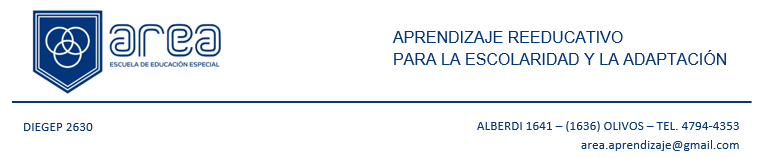 area
ESCUELA DE EDUCACIÓN ESPECIAL
APRENDIZAJE REEDUCATIVO
PARA LA ESCOLARIDAD Y LA ADAPTACIÓN
DIEGEP 2630
ALBERDI 1641 – (1636) OLIVOS – TEL. 4794-4353
area.aprendizaje@gmail.com